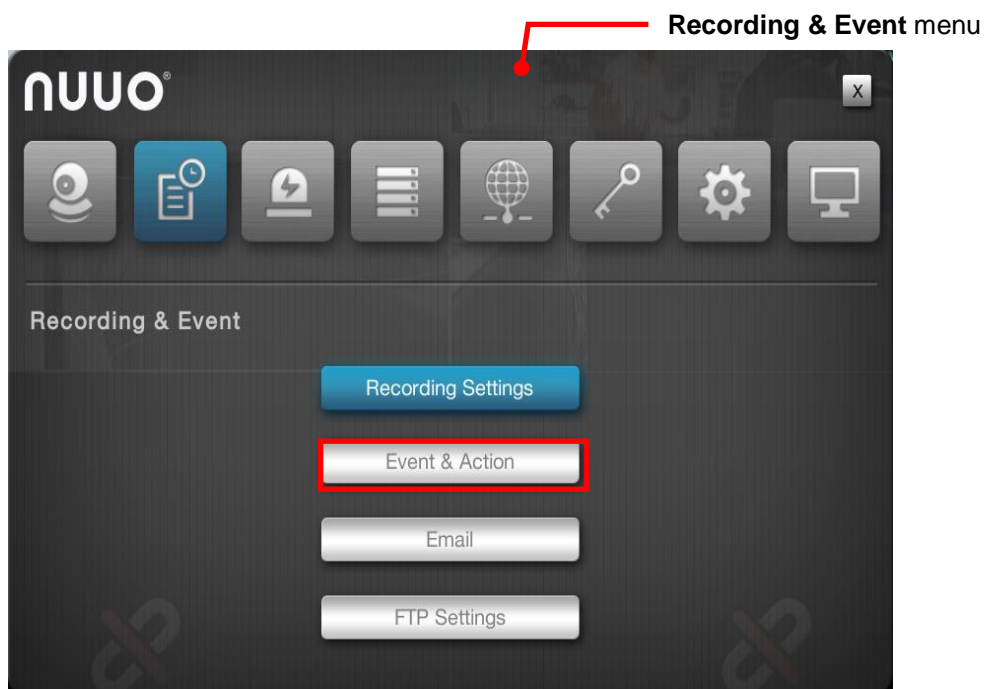 Recording & Event menu
nuuo®
X
Recording & Event
Recording Settings
Event & Action
Email
FTP Settings